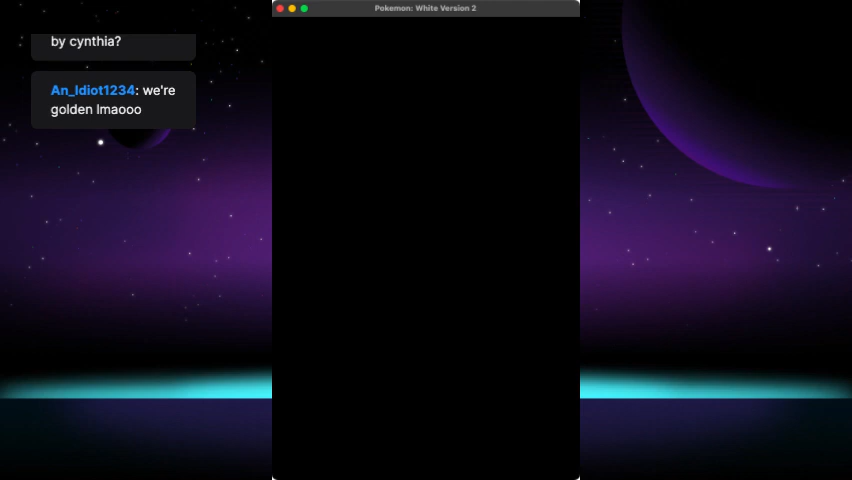 Pokemon: White Version 2
by cynthia?
An_Idiot1234: we're
golden lmaooo